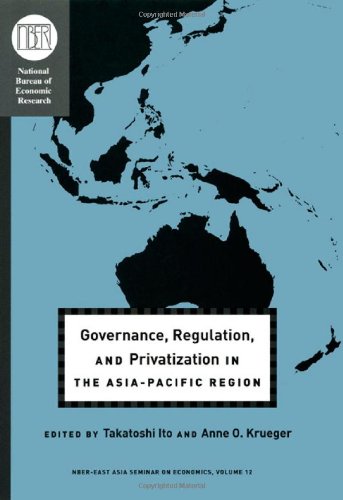 NBER
National
Bureau of
Economic
Research
Governance, Regulation,
AND Privatization IN
THE ASIA-PACIFIC REGION
EDITED BY Takatoshi Ito AND Anne O. Krueger
NBER-EAST ASIA SEMINAR ON ECONOMICS, VOLUME 12